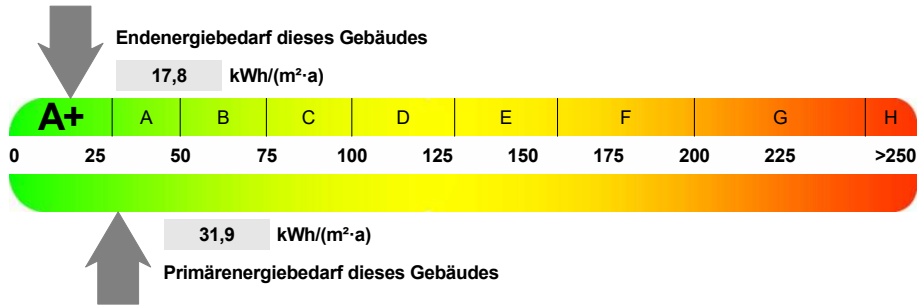 Endenergiebedarf dieses Gebäudes
17,8 kWh/(m²·a)
A+ A B C D E F G H
0 25 50 75 100 125 150 175 200 225 >250
31,9 kWh/(m²·a)
Primärenergiebedarf dieses Gebäudes